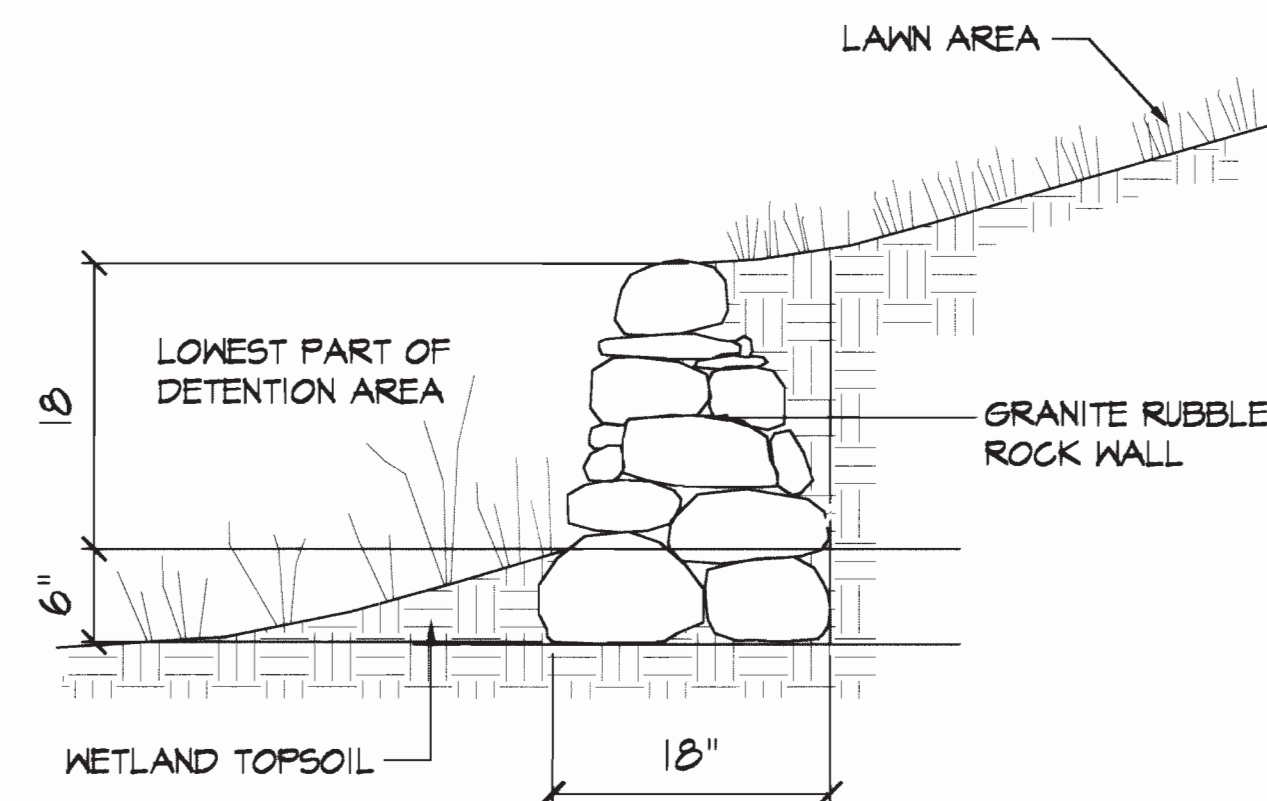 LAWN AREA
LOWEST PART OF
DETENTION AREA
18
GRANITE RUBBLE
ROCK WALL
6"
WETLAND TOPSOIL
18"